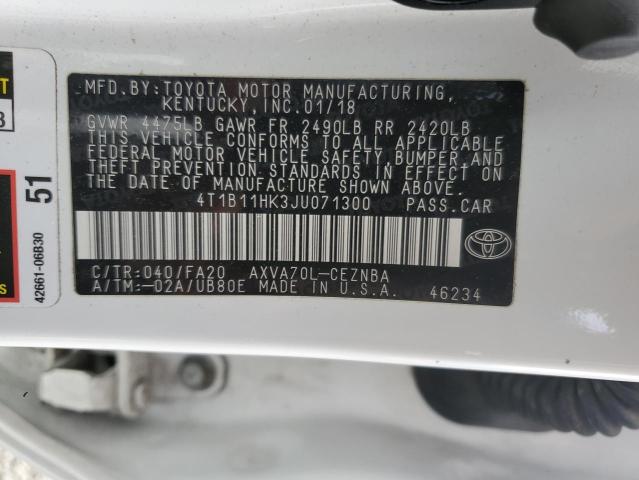 MFD.BY:TOYOTA MOTOR MANUFACTURING,
KENTUCKY, INC.01/18
GVWR 4475LB GAWR FR 2490LB RR 2420LB
THIS VEHICLE CONFORMS TO ALL APPLICABLE
FEDERAL MOTOR VEHICLE SAFETY BUMPER, AND
THEFT PREVENTION STANDARDS IN EFFECT ON
THE DATE OF MANUFACTURE SHOWN ABOVE.
4T1B11HK3JU071300 PASS.CAR
C/TR:040/FA20 AXVA70L-CEZNBA
A/TM:-02A/UB80E MADE IN U.S.A. 46234
51
42661-06B30